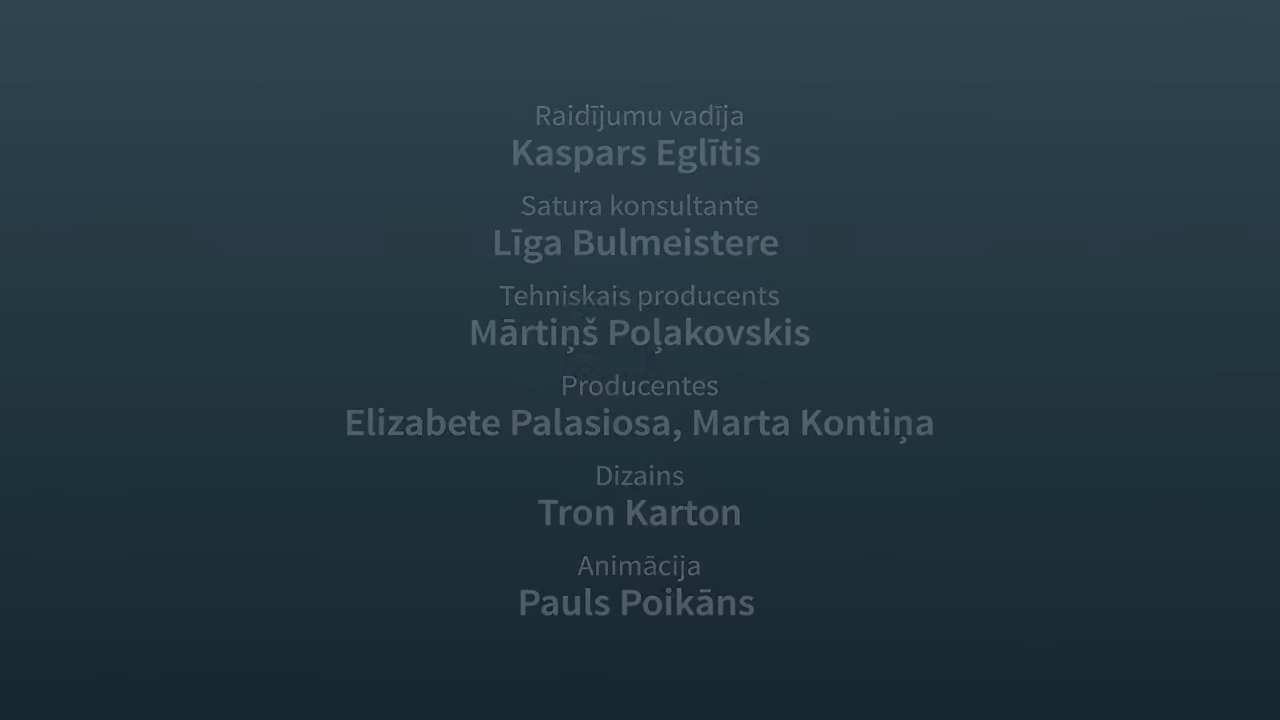 Raidījumu vadīja
Kaspars Eglītis
Satura konsultante
Līga Bulmeistere
Tehniskais producents
Mārtiņš Poļakovskis
Producentes
Elizabete Palasiosa, Marta Kontiņa
Dizains
Tron Karton
Animācija
Pauls Poikāns